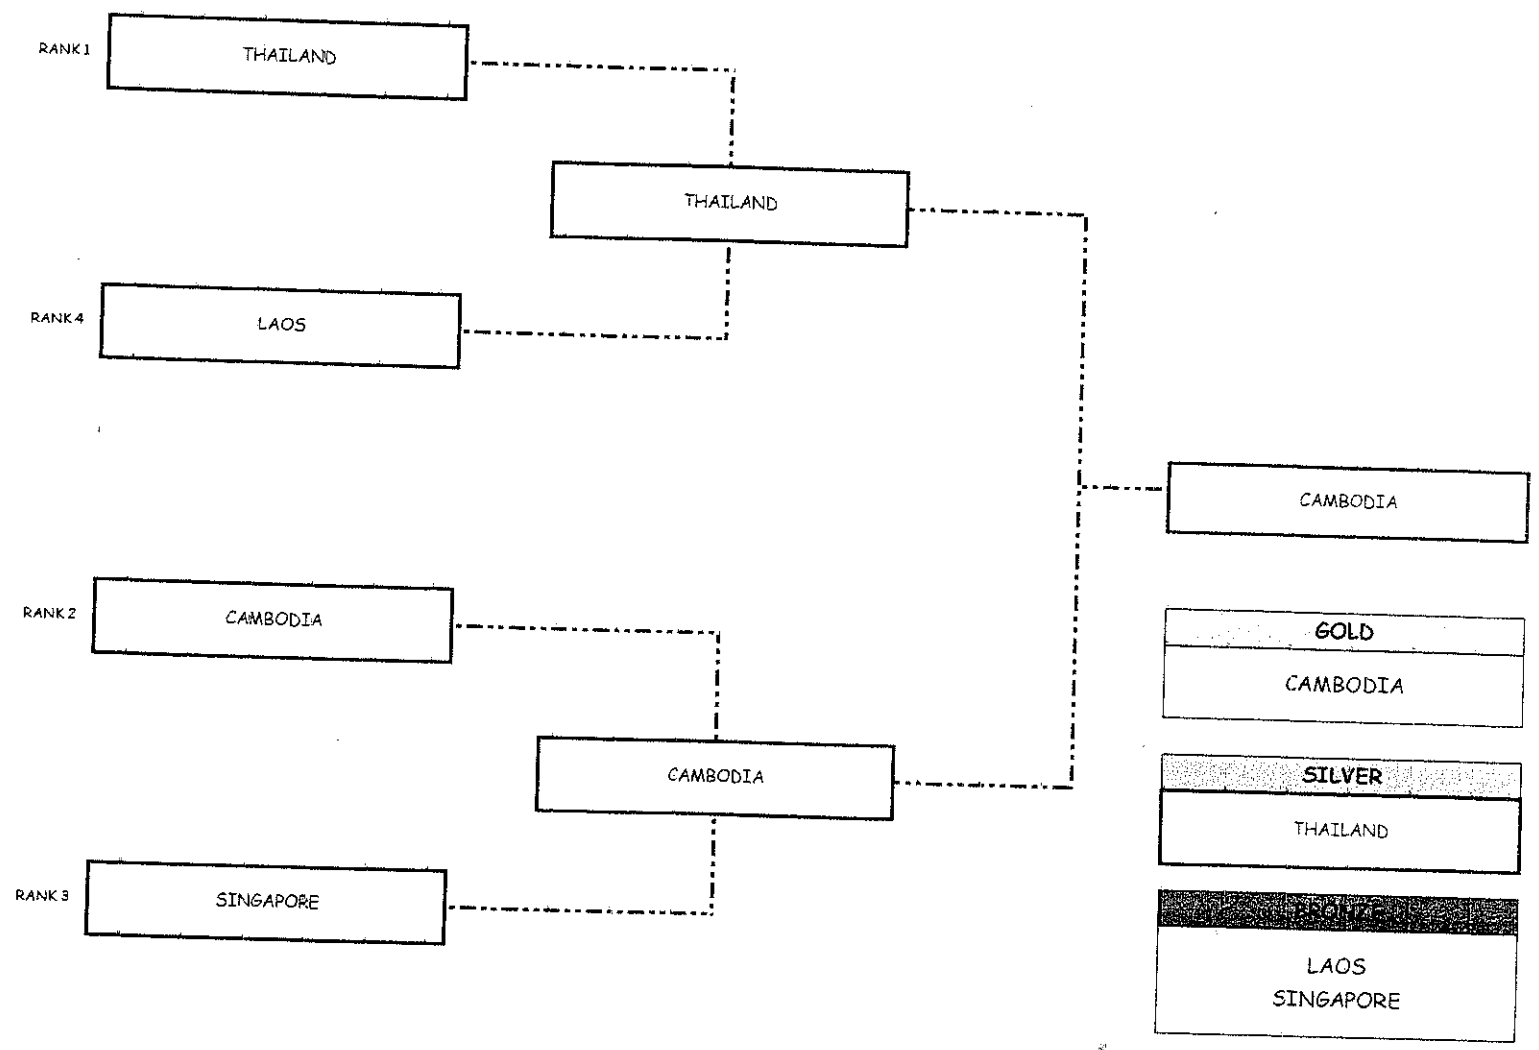 RANK 1
THAILAND
THAILAND
RANK 4
LAOS
CAMBODIA
RANK 2
CAMBODIA
CAMBODIA
RANK 3
SINGAPORE
GOLD
CAMBODIA
SILVER
THAILAND
BRONZE
LAOS
SINGAPORE